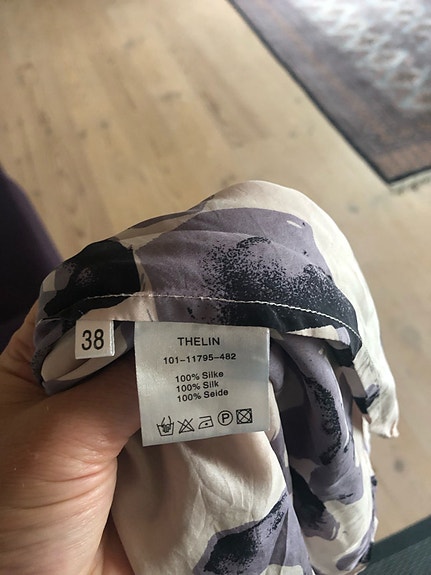 38
THELIN
101-11795-482
100% Silke
100% Silk
100% Seide
P